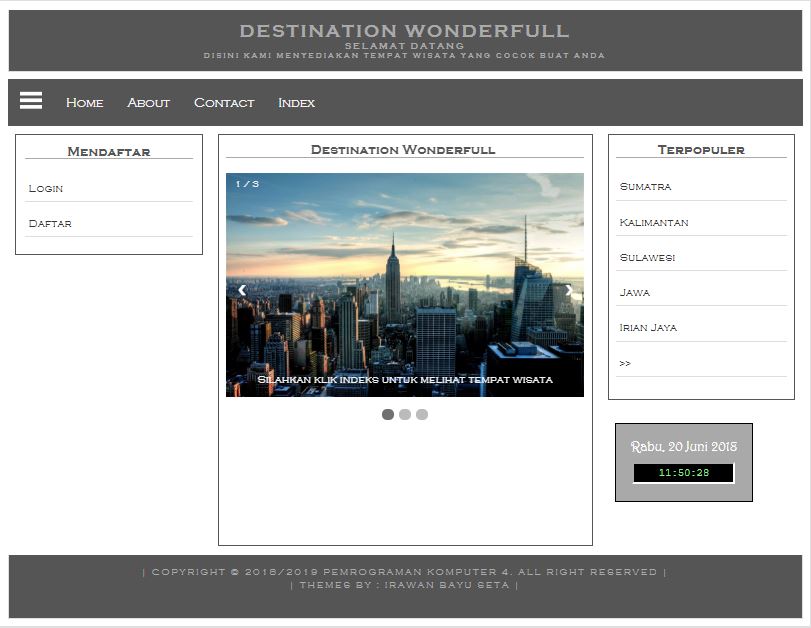 DESTINATION WONDERFULL
SELAMAT DATANG
DISINI KAMI MENYEDIAKAN TEMPAT WISATA YANG COCOK BUAT ANDA
Home About Contact Index
Mendaftar
Login
Daftar
Destination Wonderfull
1 / 3
❮ ❯
Silahkan klik indeks untuk melihat tempat wisata
Terpopuler
Sumatra
Kalimantan
Sulawesi
Jawa
Irian Jaya
>>
Rabu, 20 Juni 2018
11:50:28
| COPYRIGHT © 2018/2019 PEMROGRAMAN KOMPUTER 4. ALL RIGHT RESERVED |
| THEMES BY : IRAWAN BAYU SETA |